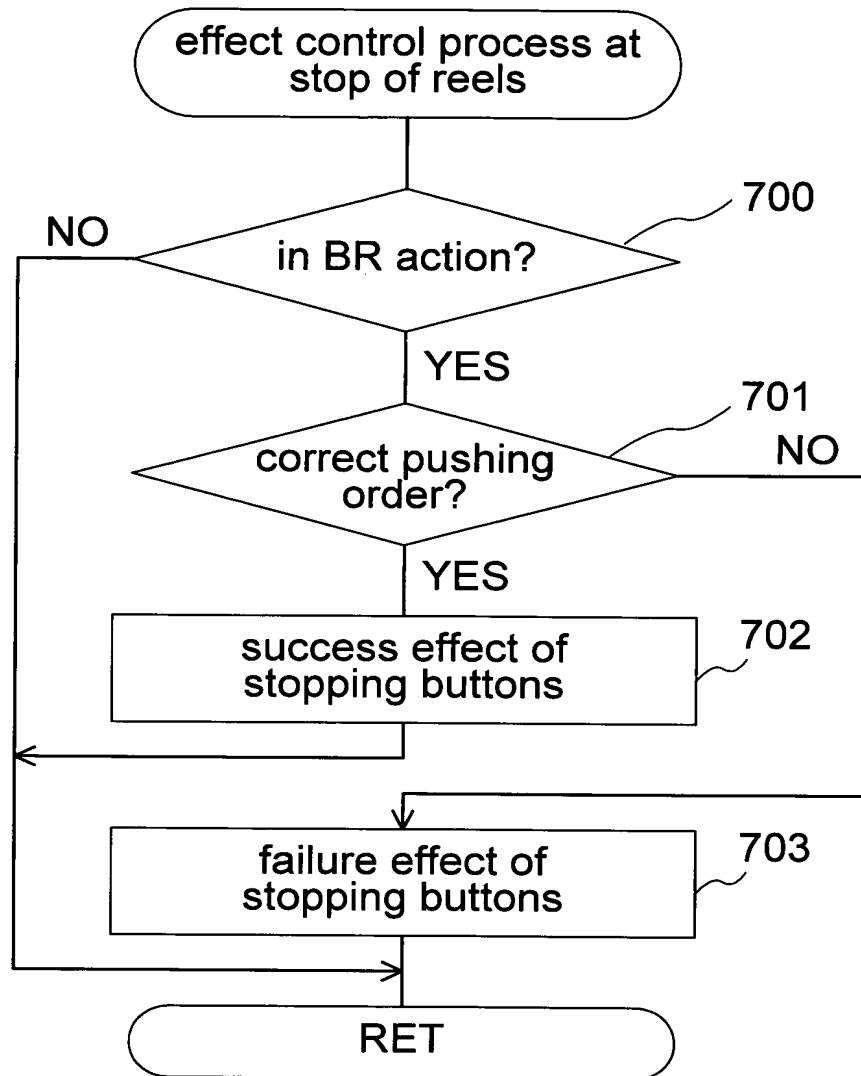 effect control process at
stop of reels
700
NO
in BR action?
YES
701
correct pushing
order?
NO
YES
702
success effect of
stopping buttons
703
failure effect of
stopping buttons
RET